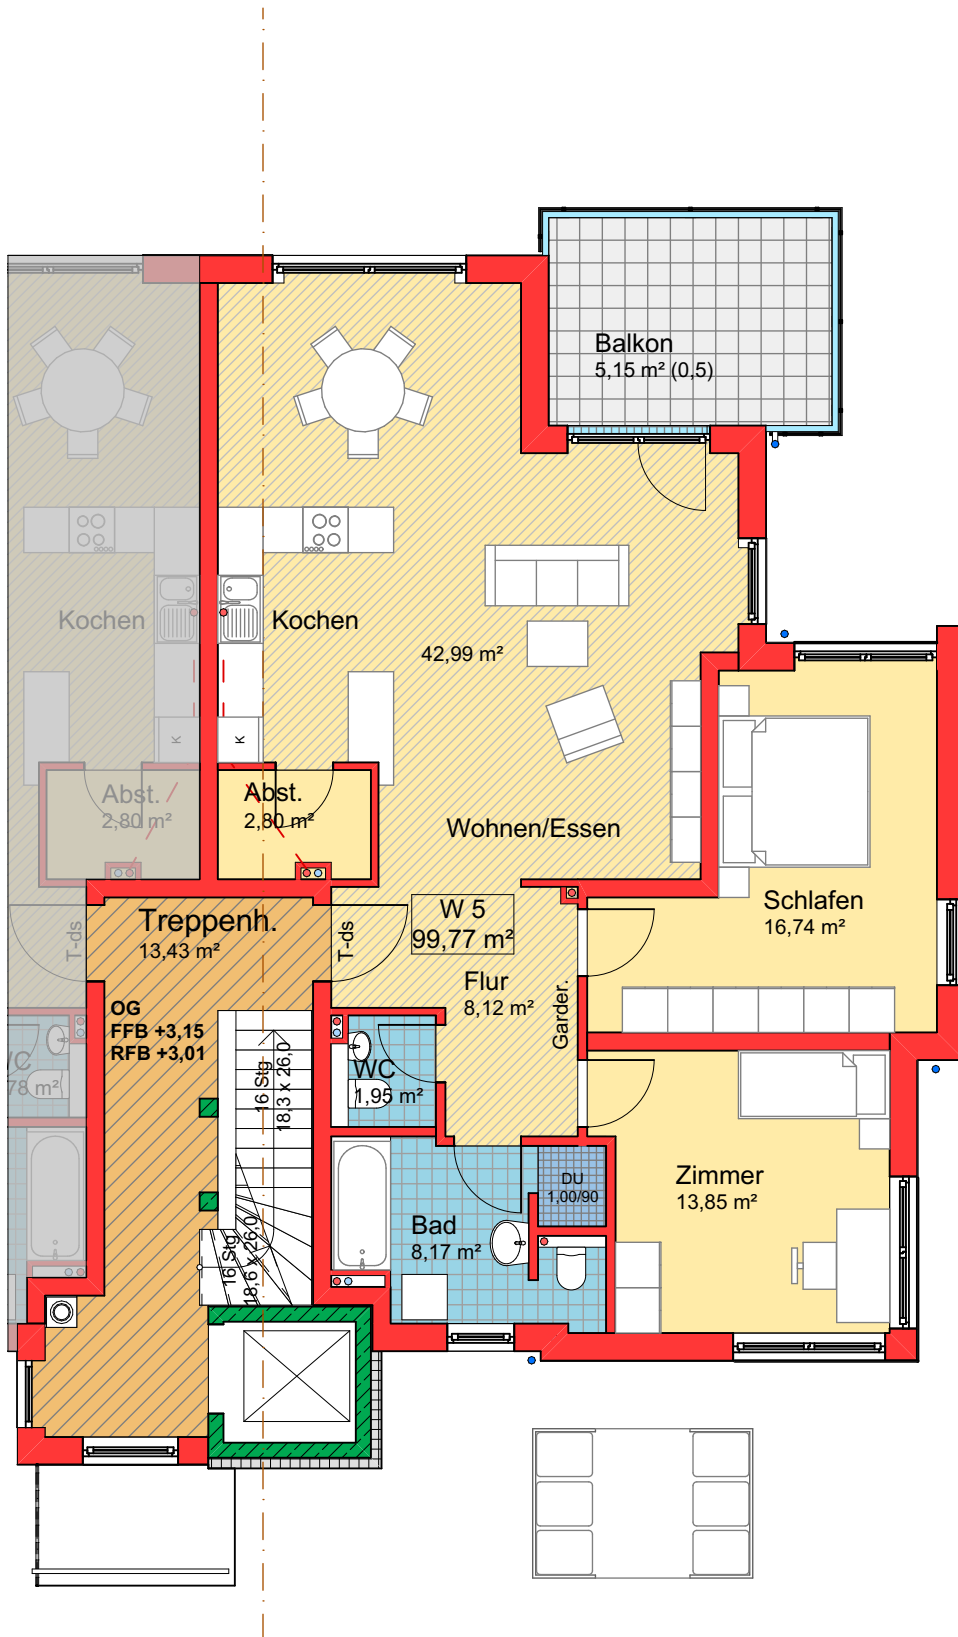 Balkon
5,15 m² (0,5)
Kochen
Kochen
42,99 m²
K
K
Abst.
2,80 m²
Abst.
2,80 m²
Wohnen/Essen
Schlafen
16,74 m²
Treppenh.
13,43 m²
T-ds
T-ds
W 5
99,77 m²
Flur
8,12 m²
Garder.
OG
FFB +3,15
RFB +3,01
16 Stg
18,3 x 26,0
WC
1,95 m²
78 m²
Zimmer
13,85 m²
DU
1,00/90
Bad
8,17 m²
16 Stg
18,6 x 26,0